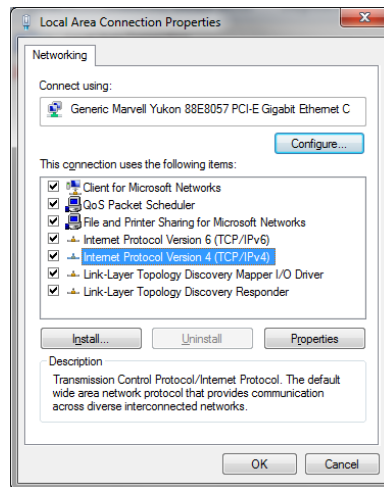 Local Area Connection Properties
Networking
Connect using:
Generic Marvell Yukon 88E8057 PCI-E Gigabit Ethernet C
Configure...
This connection uses the following items:
Client for Microsoft Networks
QoS Packet Scheduler
File and Printer Sharing for Microsoft Networks
Internet Protocol Version 6 (TCP/IPv6)
Internet Protocol Version 4 (TCP/IPv4)
Link-Layer Topology Discovery Mapper I/O Driver
Link-Layer Topology Discovery Responder
Install... Uninstall Properties
Description
Transmission Control Protocol/Internet Protocol. The default
wide area network protocol that provides communication
across diverse interconnected networks.
OK Cancel